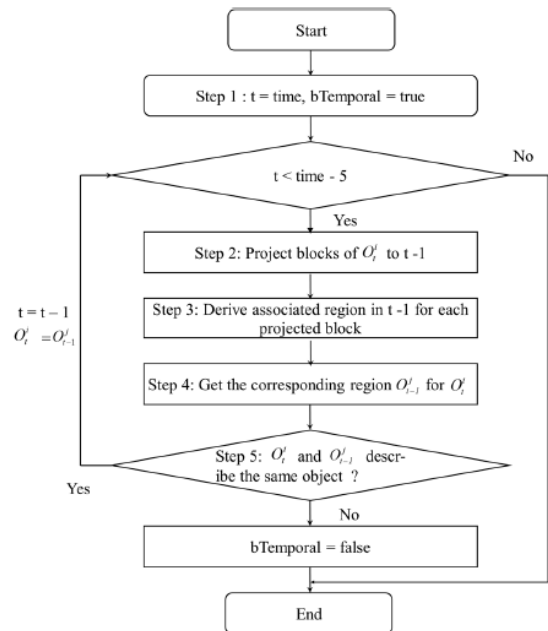 Start
Step 1 : t = time, bTemporal = true
No
t < time - 5
Yes
Step 2: Project blocks of O_t^i to t -1
t = t – 1
O_t^i = O_{t-1}^j
Step 3: Derive associated region in t -1 for each
projected block
Step 4: Get the corresponding region O_{t-1}^j for O_t^i
Step 5: O_t^i and O_{t-1}^j descr-
ibe the same object ?
Yes
No
bTemporal = false
End